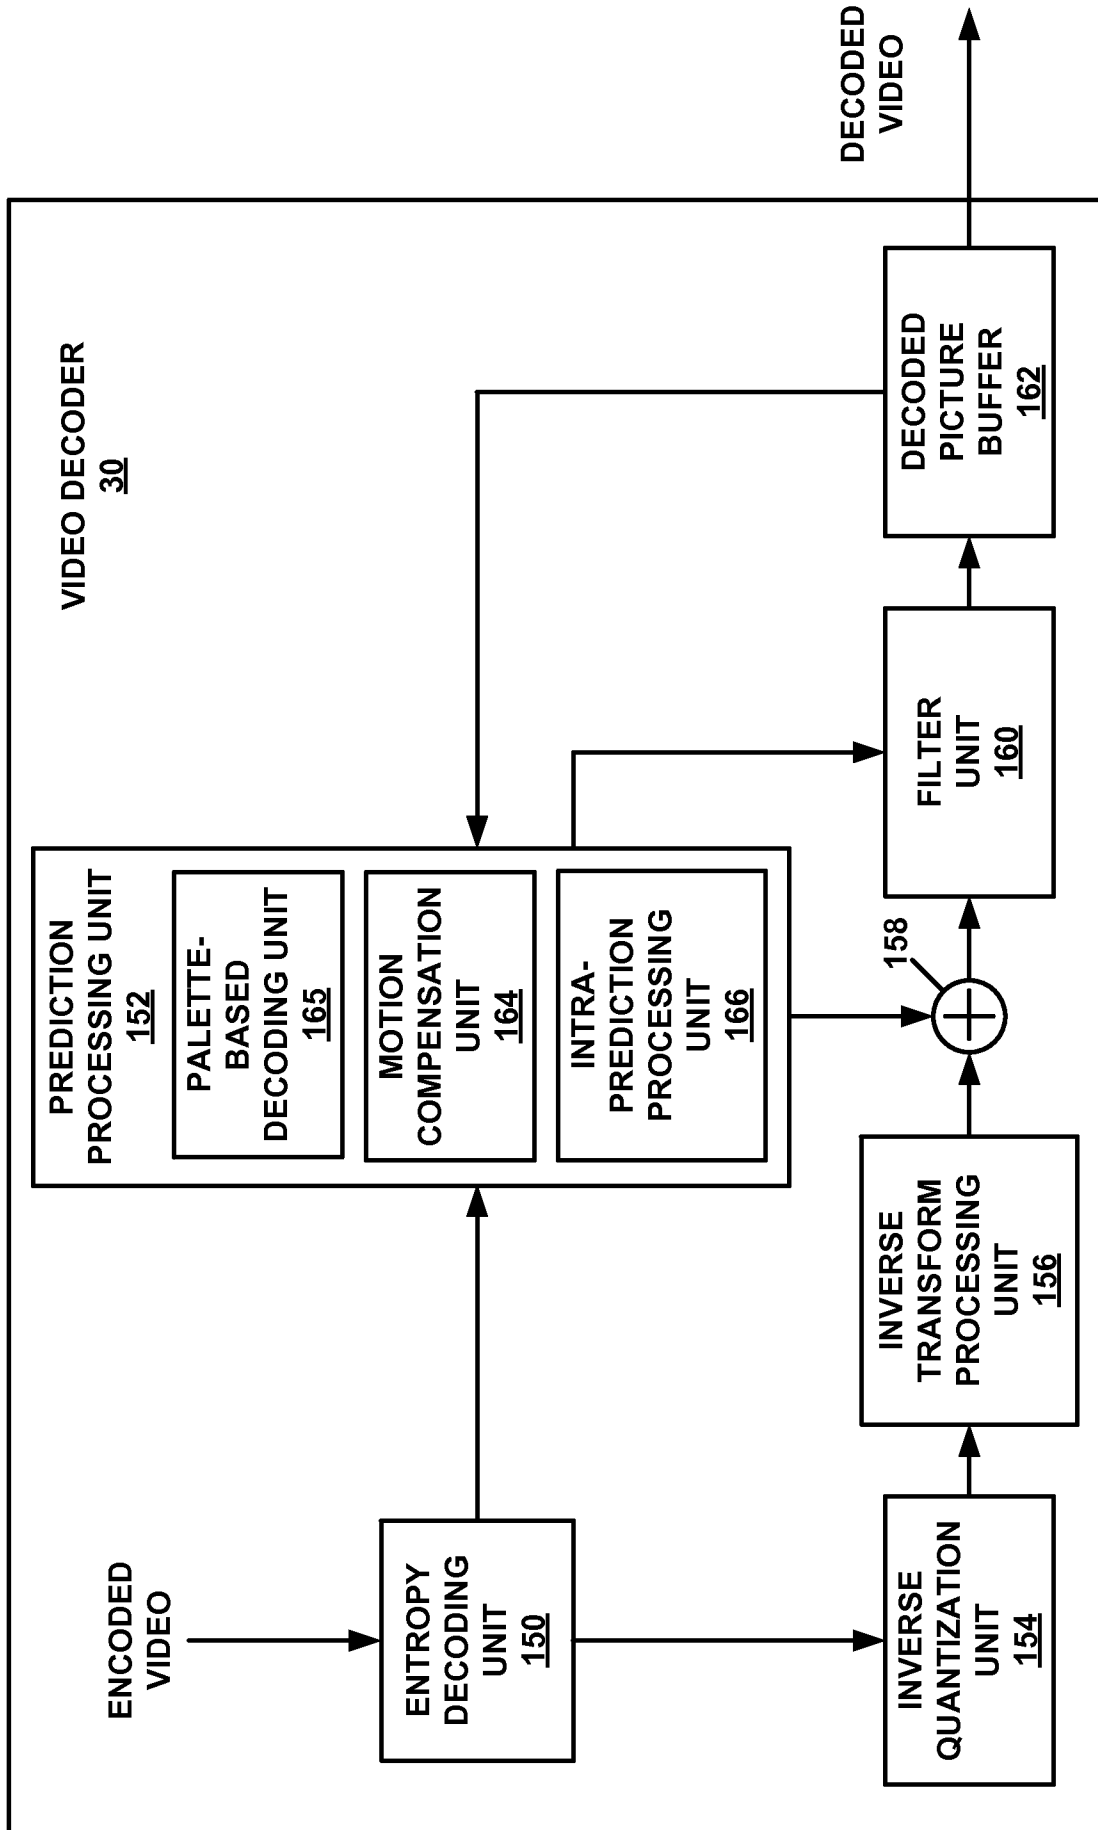 VIDEO DECODER
30
ENCODED
VIDEO
ENTROPY
DECODING
UNIT
150
PREDICTION
PROCESSING UNIT
152
PALETTE-
BASED
DECODING UNIT
165
MOTION
COMPENSATION
UNIT
164
INTRA-
PREDICTION
PROCESSING
UNIT
166
INVERSE
QUANTIZATION
UNIT
154
INVERSE
TRANSFORM
PROCESSING
UNIT
156
158
FILTER
UNIT
160
DECODED
PICTURE
BUFFER
162
DECODED
VIDEO